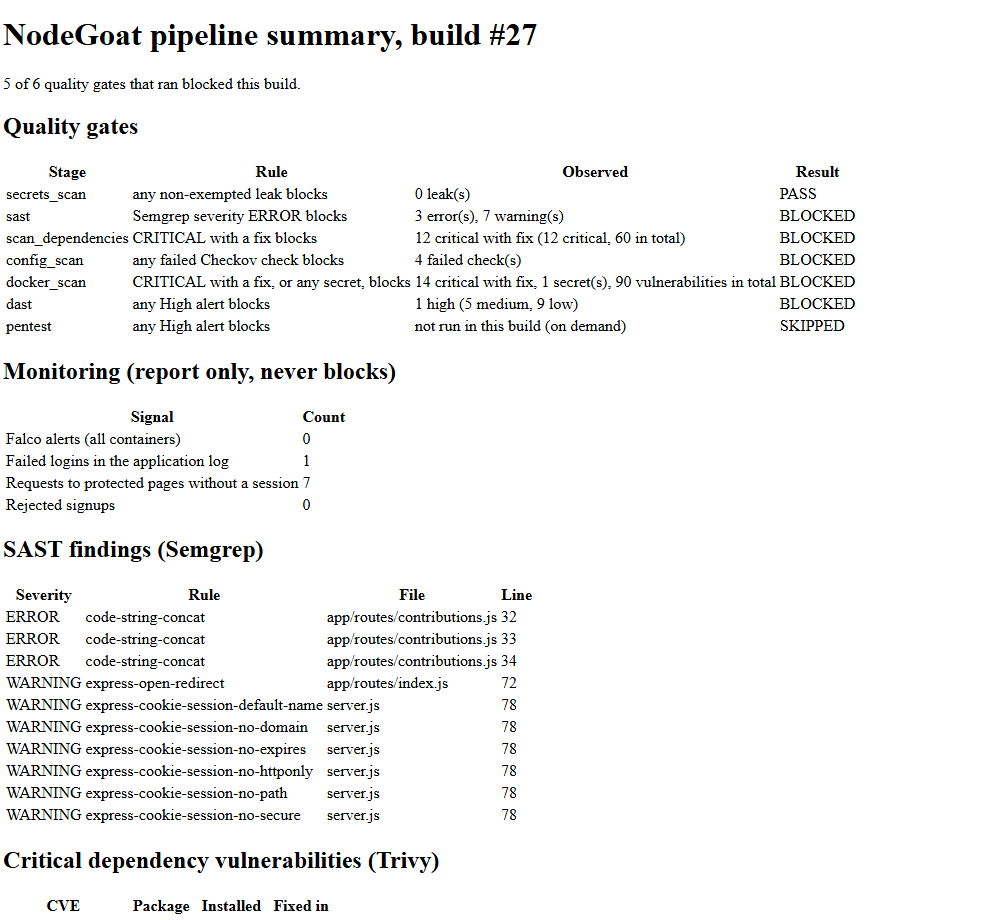 NodeGoat pipeline summary, build #27
5 of 6 quality gates that ran blocked this build.
Quality gates
Stage Rule Observed Result
secrets_scan any non-exempted leak blocks 0 leak(s) PASS
sast Semgrep severity ERROR blocks 3 error(s), 7 warning(s) BLOCKED
scan_dependencies CRITICAL with a fix blocks 12 critical with fix (12 critical, 60 in total) BLOCKED
config_scan any failed Checkov check blocks 4 failed check(s) BLOCKED
docker_scan CRITICAL with a fix, or any secret, blocks 14 critical with fix, 1 secret(s), 90 vulnerabilities in total BLOCKED
dast any High alert blocks 1 high (5 medium, 9 low) BLOCKED
pentest any High alert blocks not run in this build (on demand) SKIPPED
Monitoring (report only, never blocks)
Signal Count
Falco alerts (all containers) 0
Failed logins in the application log 1
Requests to protected pages without a session 7
Rejected signups 0
SAST findings (Semgrep)
Severity Rule File Line
ERROR code-string-concat app/routes/contributions.js 32
ERROR code-string-concat app/routes/contributions.js 33
ERROR code-string-concat app/routes/contributions.js 34
WARNING express-open-redirect app/routes/index.js 72
WARNING express-cookie-session-default-name server.js 78
WARNING express-cookie-session-no-domain server.js 78
WARNING express-cookie-session-no-expires server.js 78
WARNING express-cookie-session-no-httponly server.js 78
WARNING express-cookie-session-no-path server.js 78
WARNING express-cookie-session-no-secure server.js 78
Critical dependency vulnerabilities (Trivy)
CVE Package Installed Fixed in